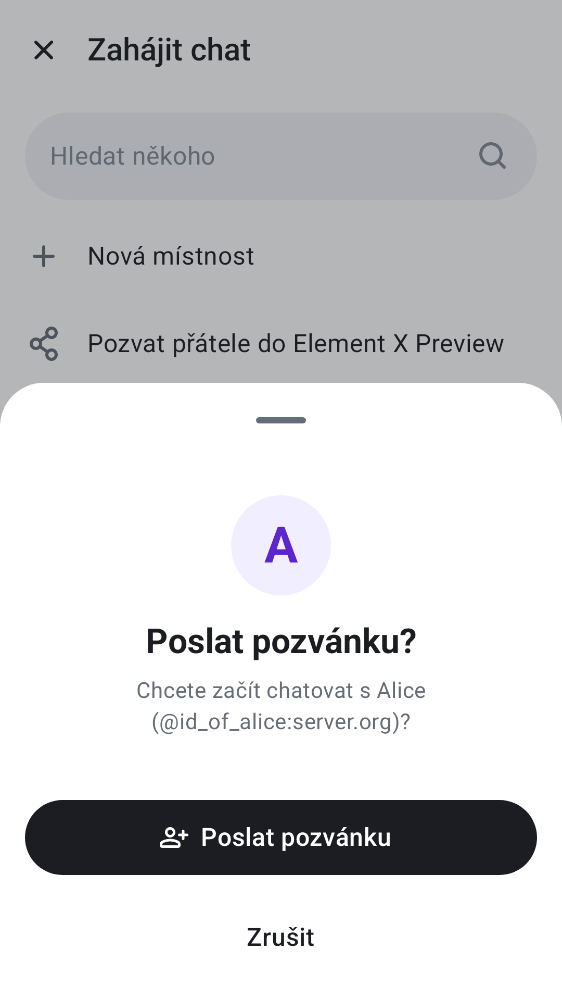 Zahájit chat
Hledat někoho
Nová místnost
Pozvat přátele do Element X Preview
A
Poslat pozvánku?
Chcete začít chatovat s Alice
(@id_of_alice:server.org)?
Poslat pozvánku
Zrušit